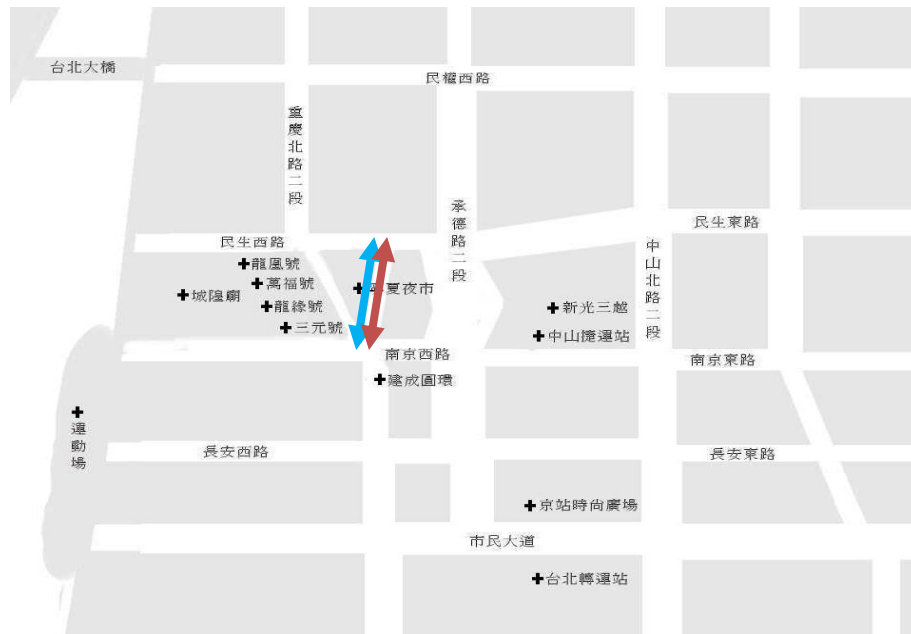 台北大橋
民權西路
重慶北路二段
承德路二段
民生東路
民生西路
中山北路二段
龍凰號
萬福號
夏夜市
城隍廟
龍緣號
新光三越
三元號
中山捷運站
南京西路
南京東路
建成圓環
運動場
長安西路
長安東路
京站時尚廣場
市民大道
台北轉運站